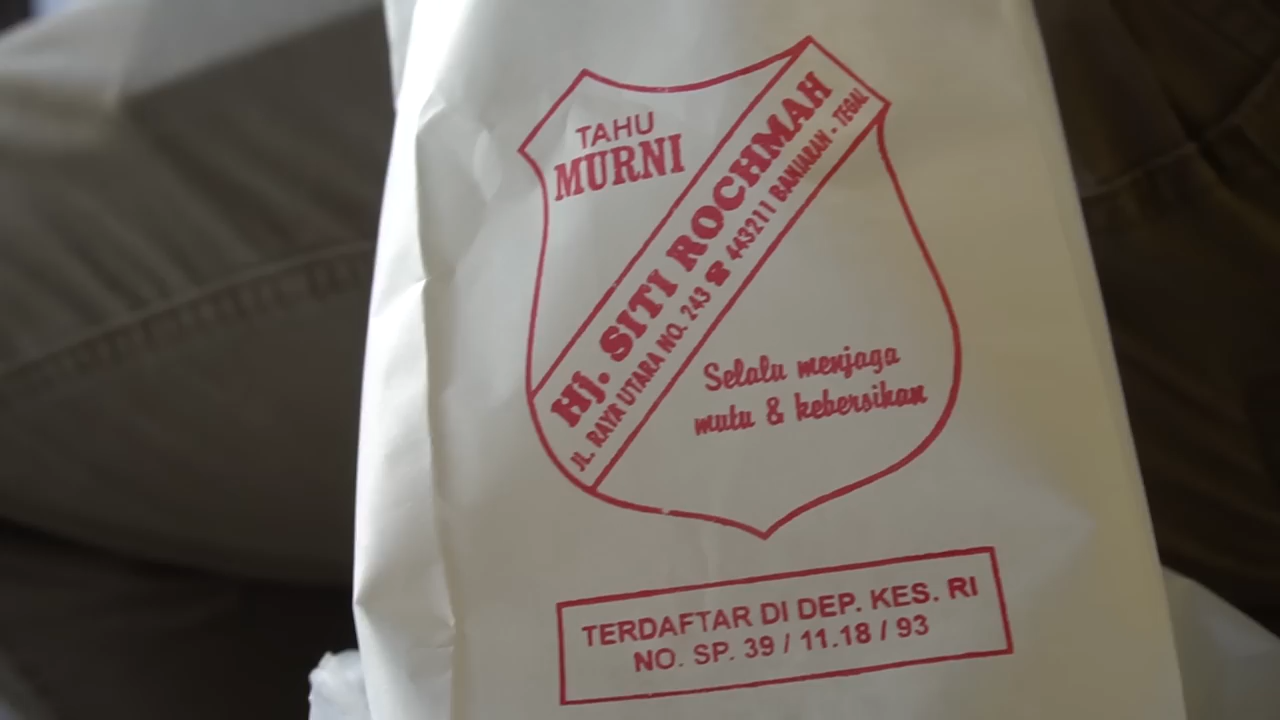 TAHU
MURNI
Hj. SITI ROCHMAH
JL. RAYA UTARA NO. 243 ☎ 443211 BANJARAN - TEGAL
Selalu menjaga
mutu & kebersihan
TERDAFTAR DI DEP. KES. RI
NO. SP. 39 / 11.18 / 93